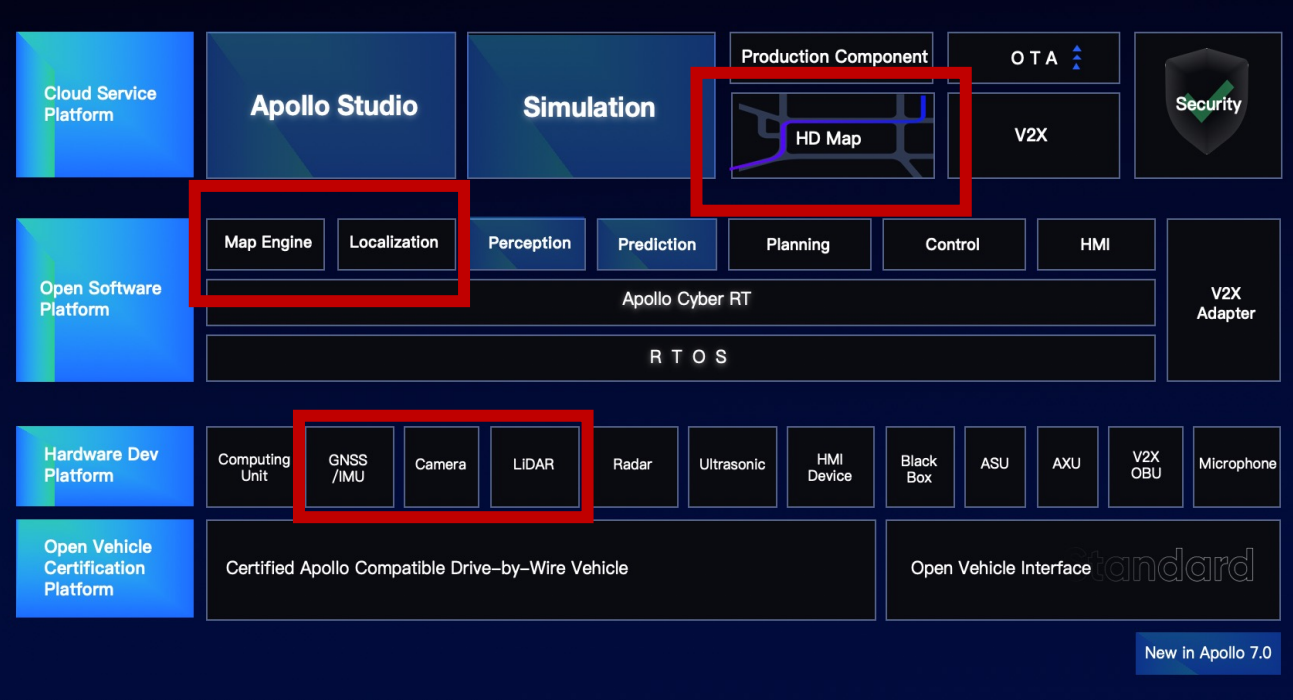 Cloud Service
Platform
Apollo Studio
Simulation
Production Component
OTA
HD Map
V2X
Security
Open Software
Platform
Map Engine
Localization
Perception
Prediction
Planning
Control
HMI
V2X
Adapter
Apollo Cyber RT
RTOS
Hardware Dev
Platform
Computing
Unit
GNSS
/IMU
Camera
LiDAR
Radar
Ultrasonic
HMI
Device
Black
Box
ASU
AXU
V2X
OBU
Microphone
Open Vehicle
Certification
Platform
Certified Apollo Compatible Drive–by–Wire Vehicle
Open Vehicle Interface
Standard
New in Apollo 7.0